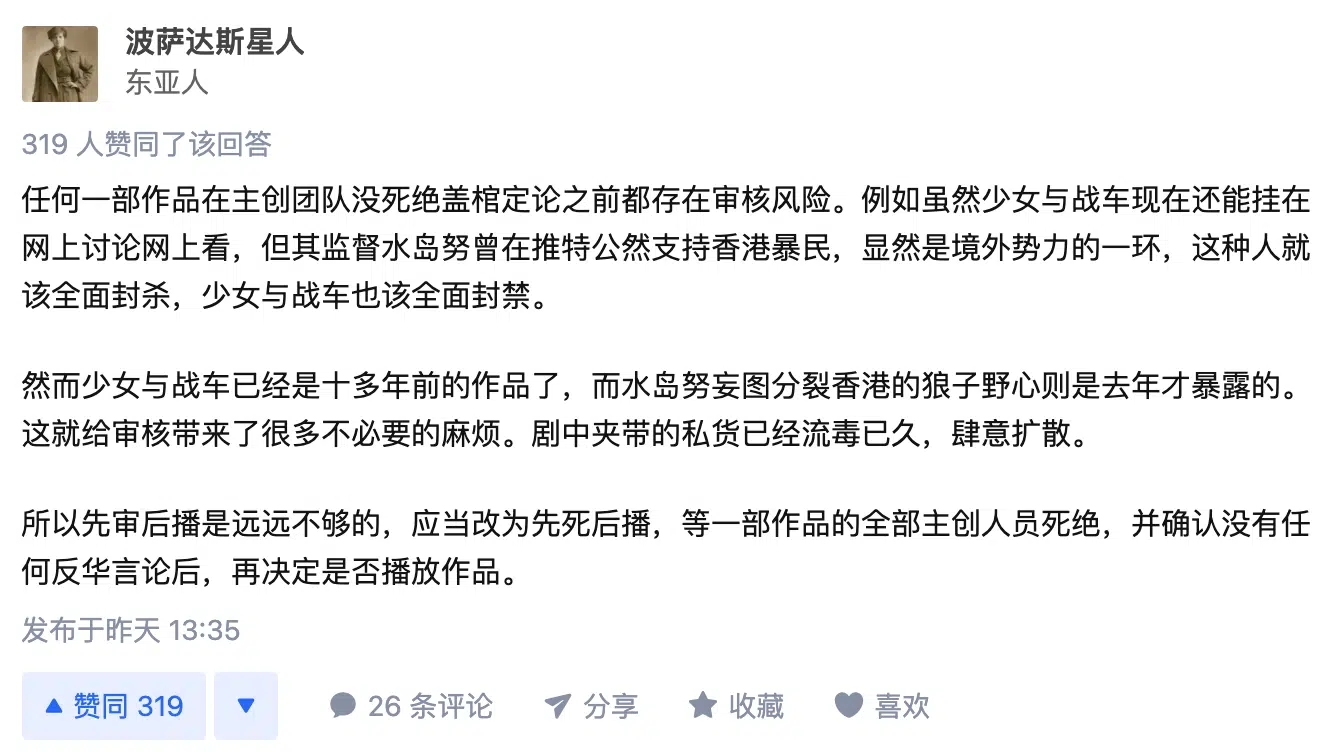 波萨达斯星人
东亚人
319 人赞同了该回答
任何一部作品在主创团队没死绝盖棺定论之前都存在审核风险。例如虽然少女与战车现在还能挂在
网上讨论网上看，但其监督水岛努曾在推特公然支持香港暴民，显然是境外势力的一环，这种人就
该全面封杀，少女与战车也该全面封禁。
然而少女与战车已经是十多年前的作品了，而水岛努妄图分裂香港的狼子野心则是去年才暴露的。
这就给审核带来了很多不必要的麻烦。剧中夹带的私货已经流毒已久，肆意扩散。
所以先审后播是远远不够的，应当改为先死后播，等一部作品的全部主创人员死绝，并确认没有任
何反华言论后，再决定是否播放作品。
发布于昨天 13:35
赞同 319 26 条评论 分享 收藏 喜欢